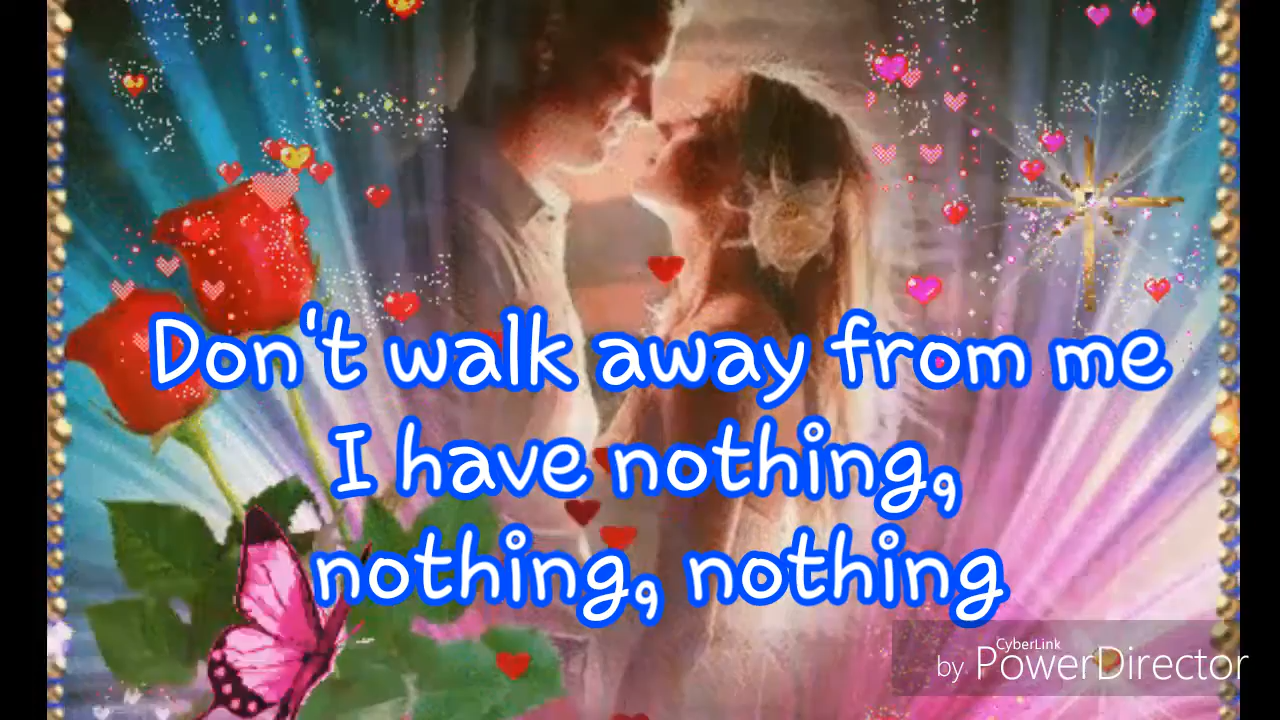 Don't walk away from me
I have nothing,
nothing, nothing
CyberLink
by PowerDirector